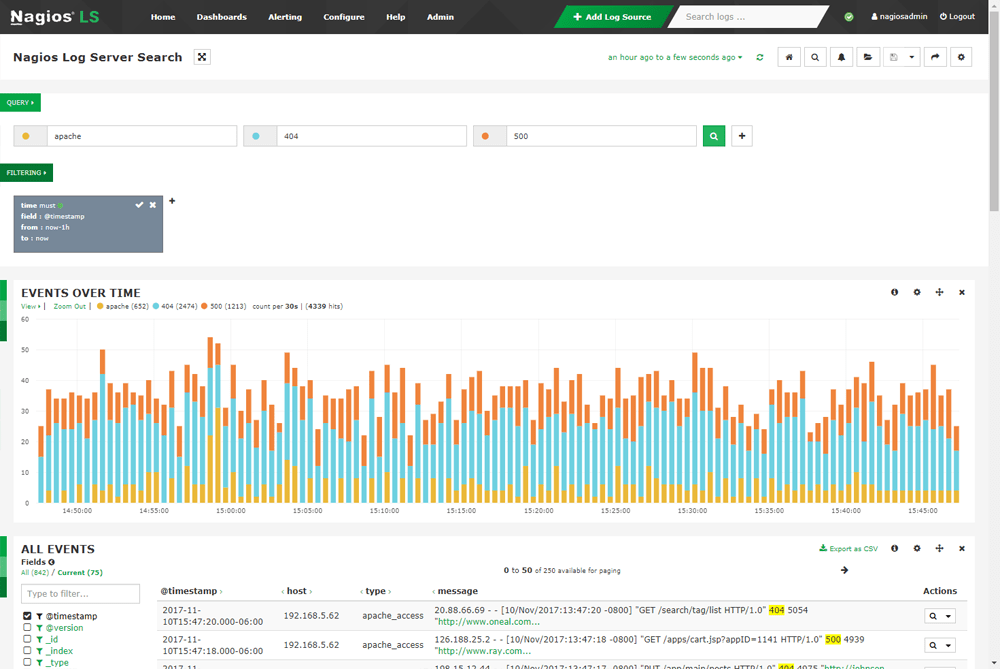 Nagios® LS Home Dashboards Alerting Configure Help Admin + Add Log Source Search logs ... nagiosadmin Logout
Nagios Log Server Search an hour ago to a few seconds ago
QUERY
apache 404 500
FILTERING
time must
field : @timestamp
from : now-1h
to : now
EVENTS OVER TIME
View | Zoom Out | apache (652) 404 (2474) 500 (1213) count per 30s | (4339 hits)
60
50
40
30
20
10
0
14:50:00 14:55:00 15:00:00 15:05:00 15:10:00 15:15:00 15:20:00 15:25:00 15:30:00 15:35:00 15:40:00 15:45:00
ALL EVENTS Export as CSV
Fields
All (842) / Current (75) 0 to 50 of 250 available for paging
Type to filter...
@timestamp host type message Actions
@timestamp
@version
_id
_index
_type
2017-11-10T15:47:20.000-06:00 192.168.5.62 apache_access 20.88.66.69 - - [10/Nov/2017:13:47:20 -0800] "GET /search/tag/list HTTP/1.0" 404 5054
"http://www.oneal.com...
2017-11-10T15:47:18.000-06:00 192.168.5.62 apache_access 126.188.25.2 - - [10/Nov/2017:13:47:18 -0800] "GET /apps/cart.jsp?appID=1141 HTTP/1.0" 500 4939
"http://www.ray.com...
2017-11- 192.168.5.62 apache_access 108.15.12.44 - - [10/Nov/2017:13:47:17 -0800] "PUT /app/main/posts HTTP/1.0" 404 4975 "http://johnson